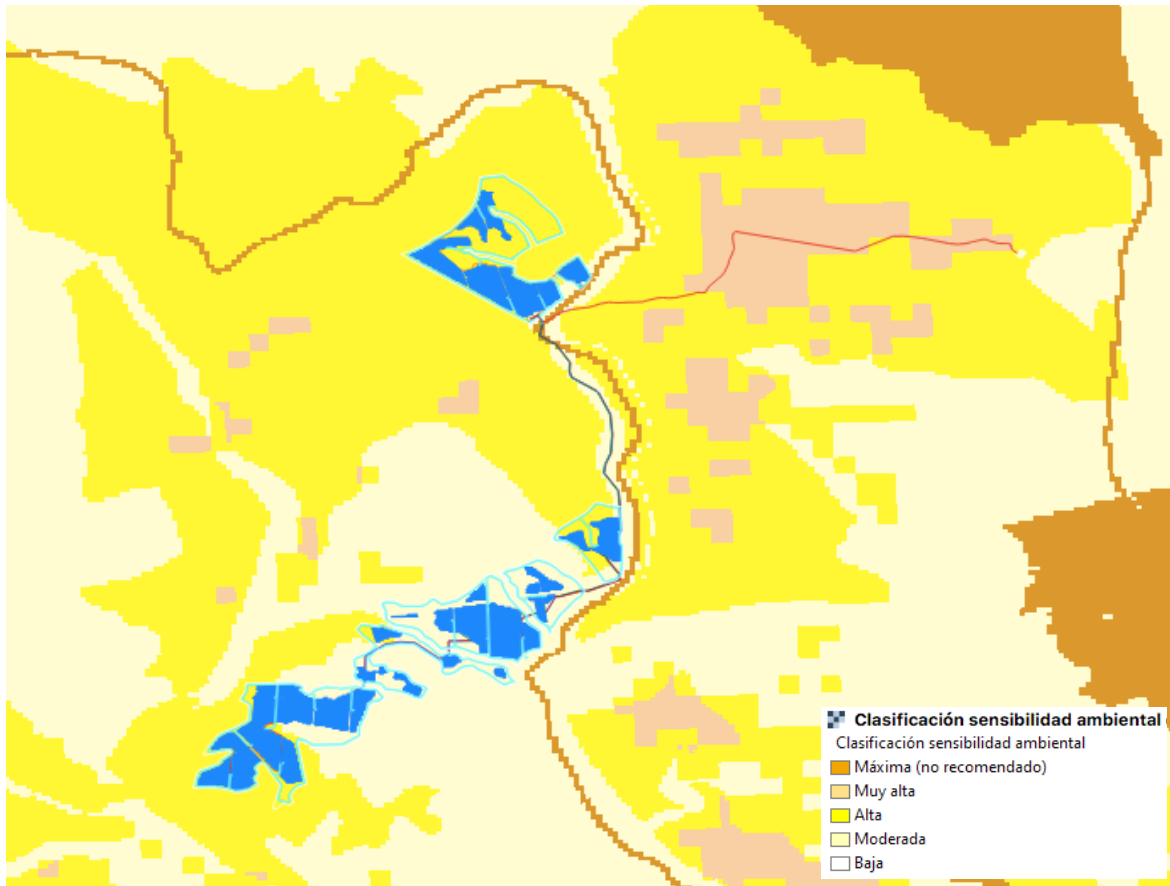 Clasificación sensibilidad ambiental
Clasificación sensibilidad ambiental
Máxima (no recomendado)
Muy alta
Alta
Moderada
Baja